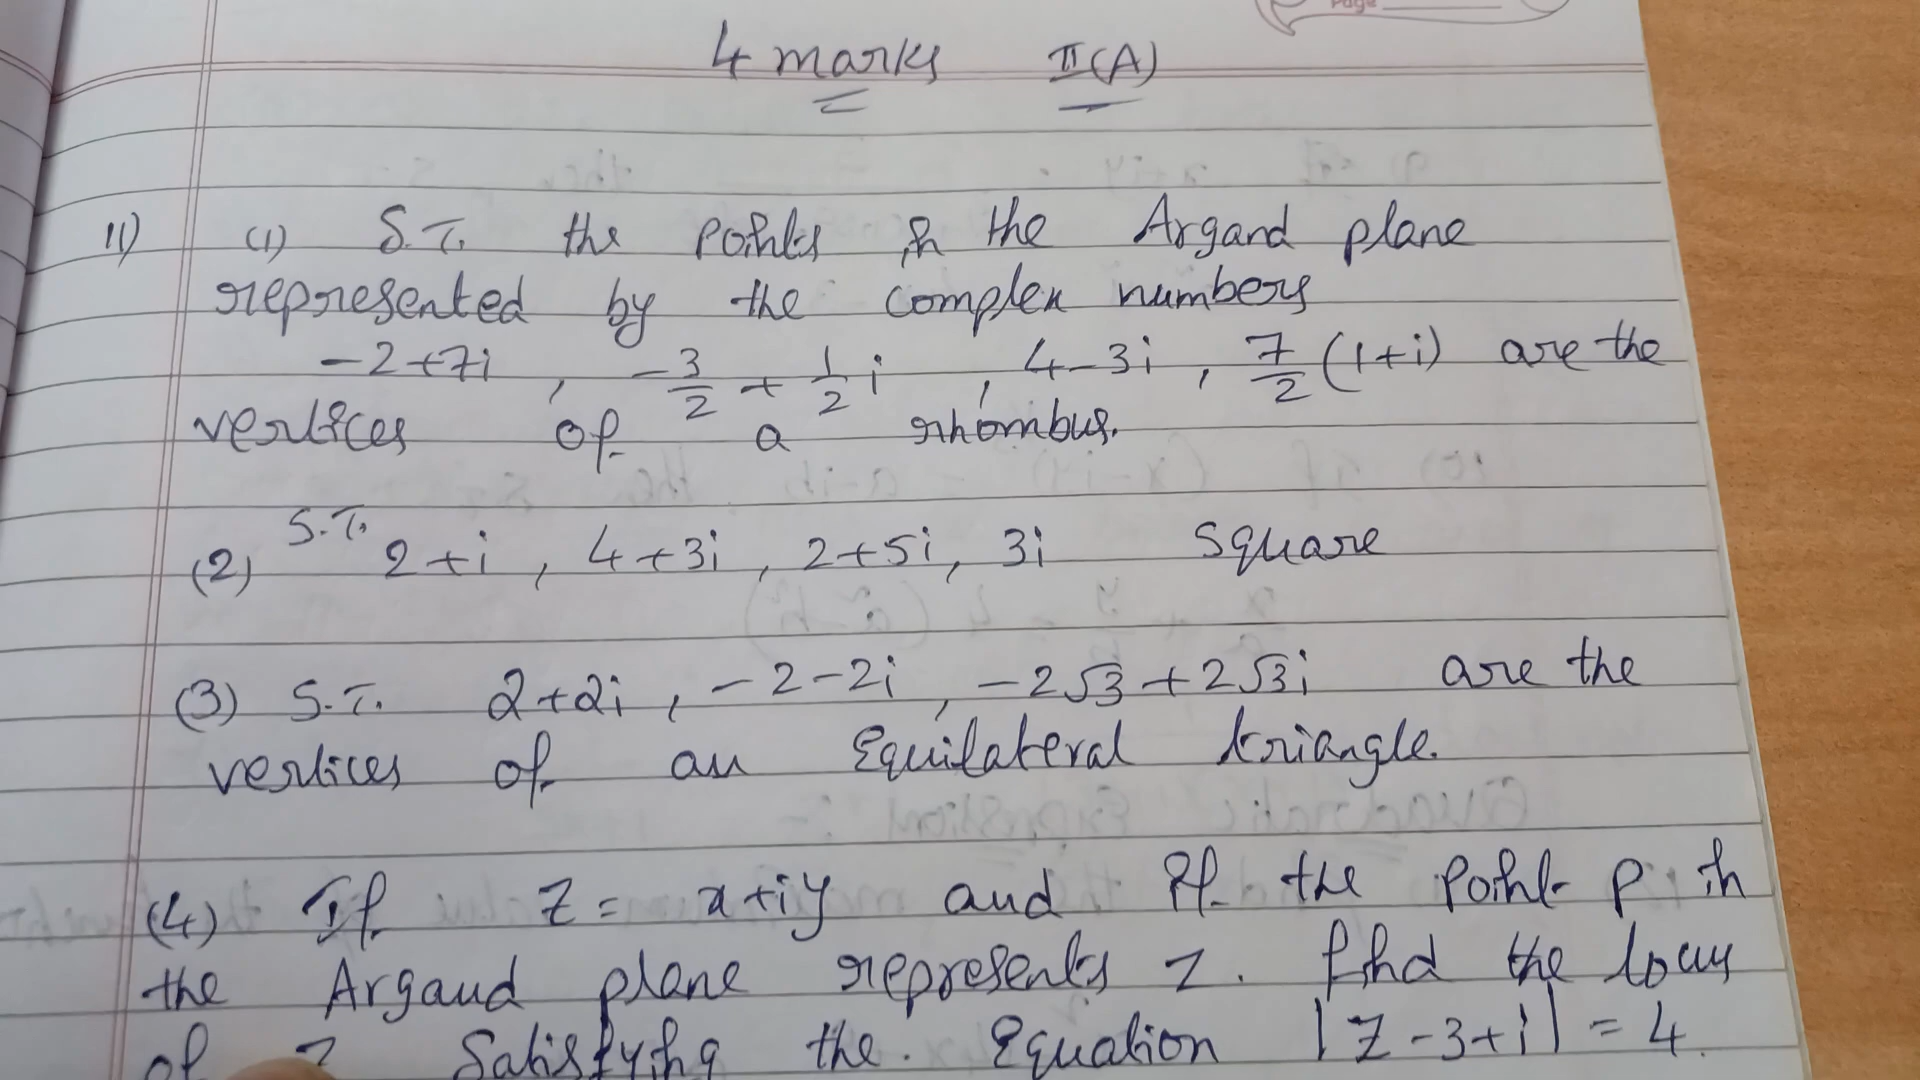 Page
4 marks II(A)
11) (1) S.T. the points in the Argand plane
represented by the complex numbers
-2+7i, -3/2 + 1/2 i, 4-3i, 7/2 (1+i) are the
vertices of a rhombus.
(2) S.T. 2+i, 4+3i, 2+5i, 3i square
(3) S.T. 2+2i, -2-2i, -2√3+2√3i are the
vertices of an Equilateral triangle.
(4) If z = x+iy and if the point P in
the Argand plane represents z. find the locus
of z Satisfying the. Equation |z-3+i| = 4.